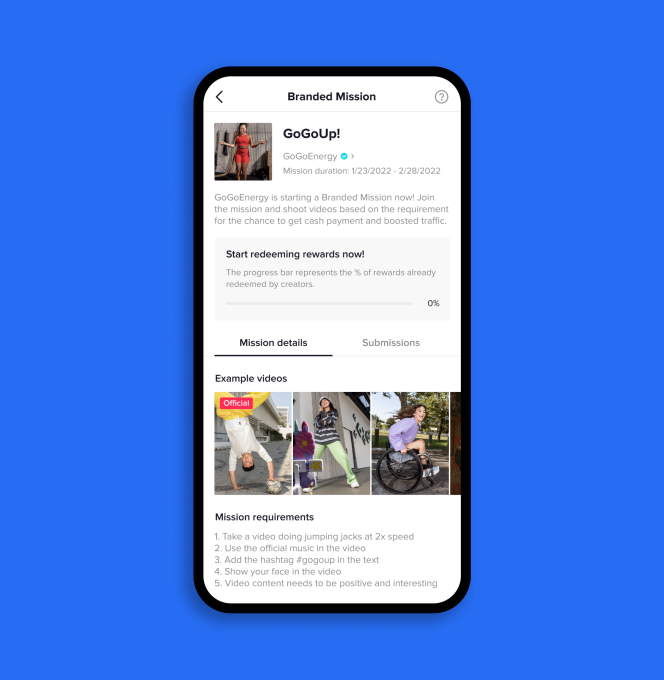 Branded Mission
?
GoGoUp!
GoGoEnergy
Mission duration: 1/23/2022 - 2/28/2022
GoGoEnergy is starting a Branded Mission now! Join
the mission and shoot videos based on the requirement
for the chance to get cash payment and boosted traffic.
Start redeeming rewards now!
The progress bar represents the % of rewards already
redeemed by creators.
0%
Mission details
Submissions
Example videos
Official
Mission requirements
1. Take a video doing jumping jacks at 2x speed
2. Use the official music in the video
3. Add the hashtag #gogoup in the text
4. Show your face in the video
5. Video content needs to be positive and interesting